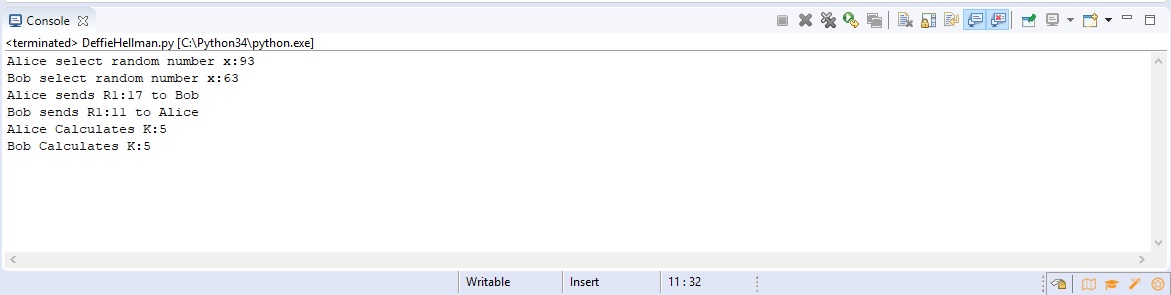 Console
<terminated> DeffieHellman.py [C:\Python34\python.exe]
Alice select random number x:93
Bob select random number x:63
Alice sends R1:17 to Bob
Bob sends R1:11 to Alice
Alice Calculates K:5
Bob Calculates K:5
Writable Insert 11 : 32